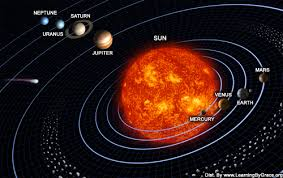 NEPTUNE
SATURN
URANUS
JUPITER
SUN
MARS
VENUS
EARTH
MERCURY
Dist. By www.LearningByGrace.org